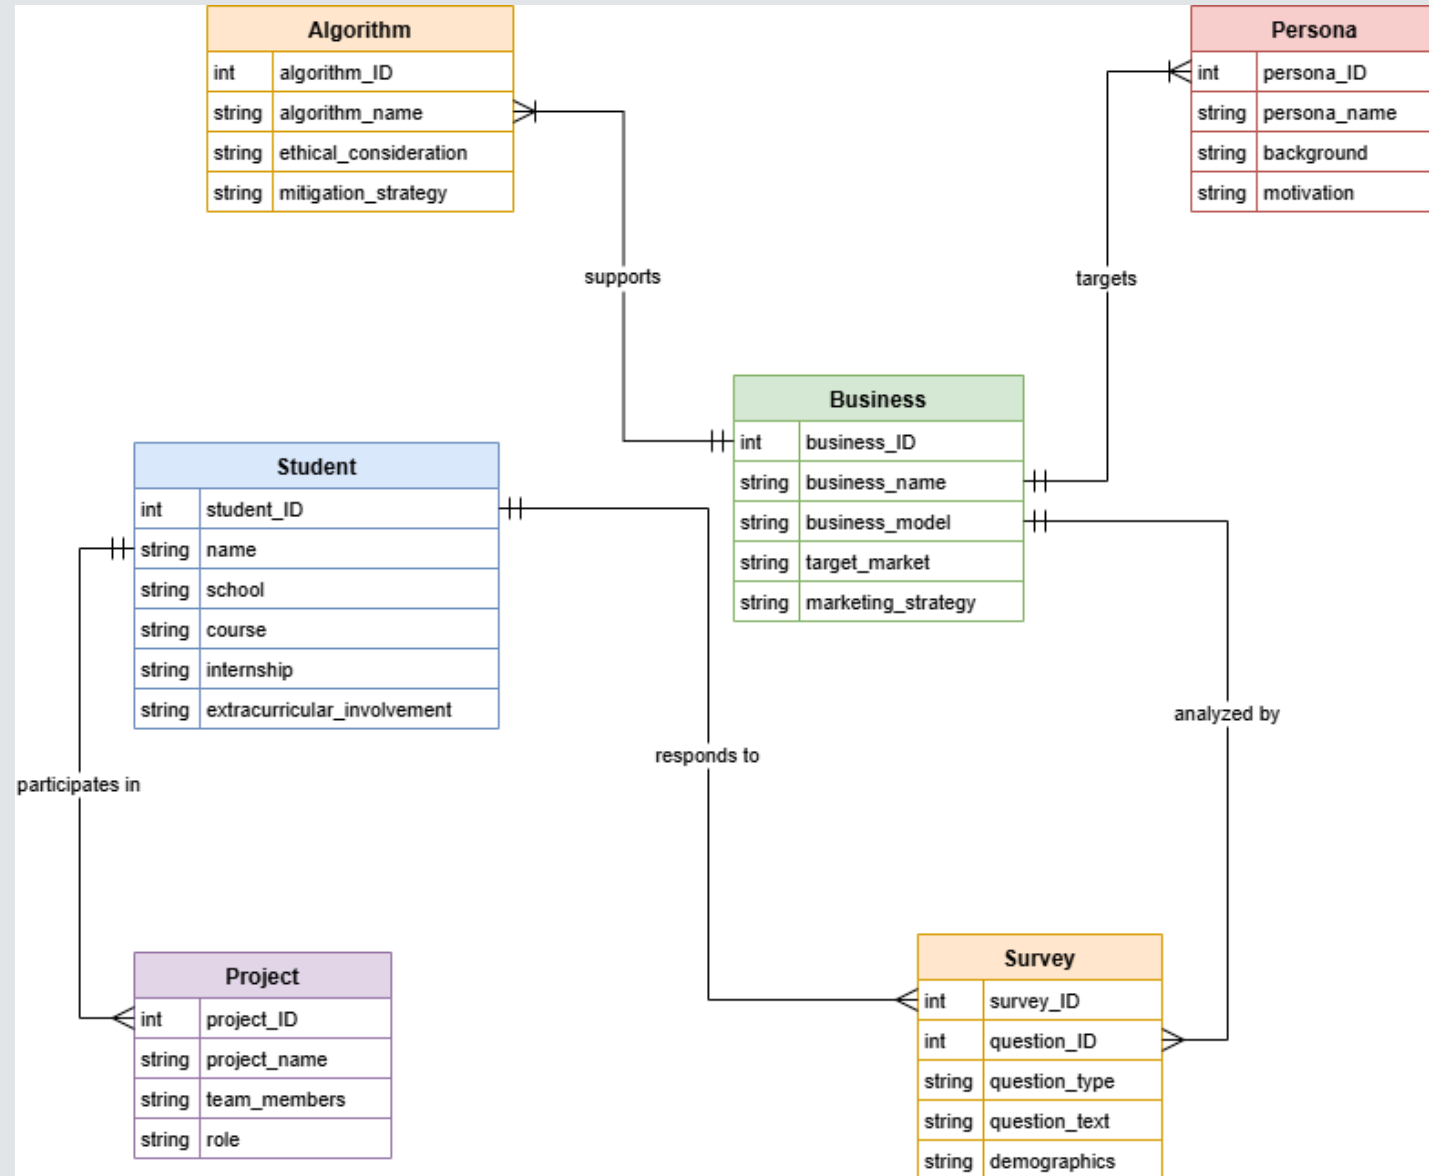 Algorithm
int algorithm_ID
string algorithm_name
string ethical_consideration
string mitigation_strategy
Persona
int persona_ID
string persona_name
string background
string motivation
supports
targets
Business
int business_ID
string business_name
string business_model
string target_market
string marketing_strategy
Student
int student_ID
string name
string school
string course
string internship
string extracurricular_involvement
participates in
responds to
analyzed by
Project
int project_ID
string project_name
string team_members
string role
Survey
int survey_ID
int question_ID
string question_type
string question_text
string demographics